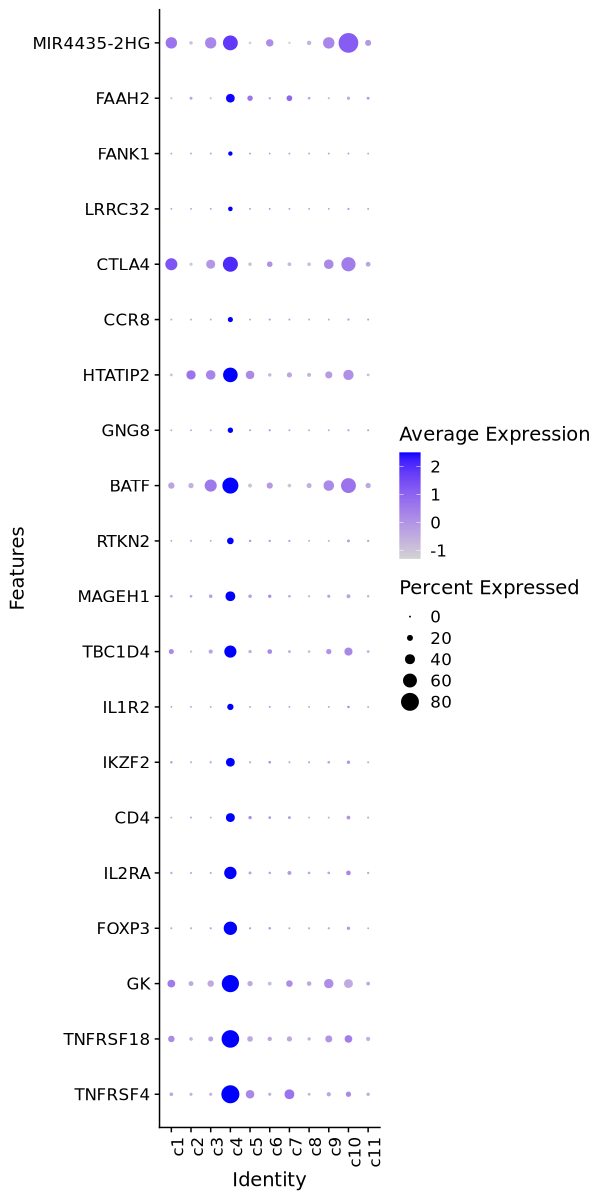 MIR4435-2HG
FAAH2
FANK1
LRRC32
CTLA4
CCR8
HTATIP2
GNG8
BATF
RTKN2
MAGEH1
TBC1D4
IL1R2
IKZF2
CD4
IL2RA
FOXP3
GK
TNFRSF18
TNFRSF4
Features
c1 c2 c3 c4 c5 c6 c7 c8 c9 c10 c11
Identity
Average Expression
2
1
0
-1
Percent Expressed
0
20
40
60
80